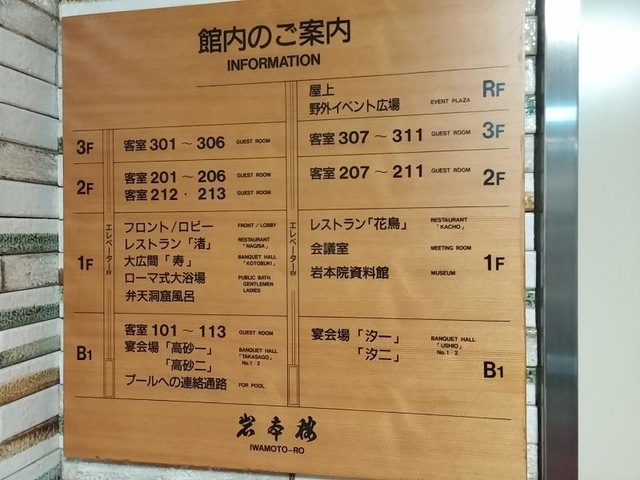 館内のご案内
INFORMATION
屋上
野外イベント広場 EVENT PLAZA
RF
3F
客室 301 ～ 306 GUEST ROOM
客室 307 ～ 311 GUEST ROOM
3F
2F
客室 201 ～ 206 GUEST ROOM
客室 212 · 213 GUEST ROOM
客室 207 ～ 211 GUEST ROOM
2F
1F
エレベーター EV
フロント/ロビー FRONT / LOBBY
レストラン「渚」 RESTAURANT「NAGISA」
大広間「寿」 BANQUET HALL「KOTOBUKI」
ローマ式大浴場 PUBLIC BATH GENTLEMEN LADIES
弁天洞窟風呂
エレベーター EV
レストラン「花鳥」 RESTAURANT「KACHO」
会議室 MEETING ROOM
岩本院資料館 MUSEUM
1F
B1
客室 101 ～ 113 GUEST ROOM
宴会場「高砂一」 BANQUET HALL「TAKASAGO」No.1 2
「高砂二」
プールへの連絡通路 FOR POOL
宴会場「汐一」 BANQUET HALL「USHIO」No.1 2
「汐二」
B1
岩本楼
IWAMOTO-RO